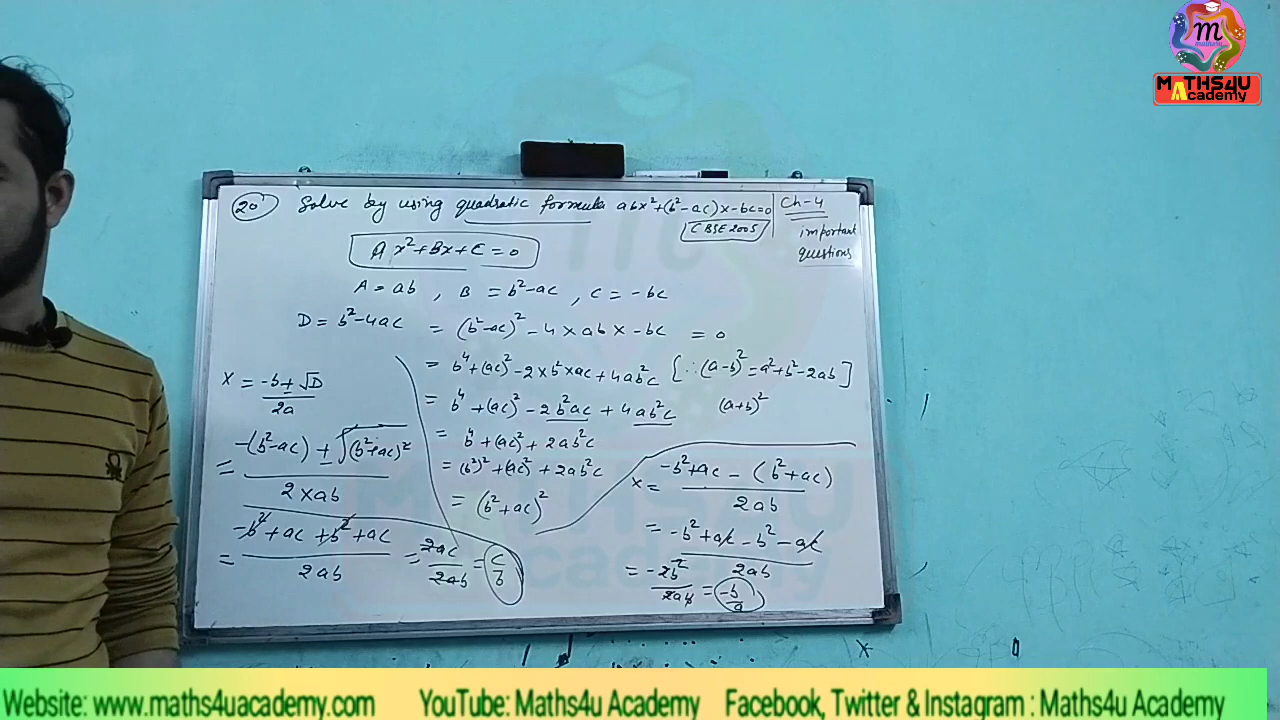 m
maths4u
MATHS4U
Academy
20 Solve by using quadratic formula abx²+(b²-ac)x-bc=0
CBSE 2005
Ch-4
important
questions
Ax²+Bx+C=0
A=ab, B=b²-ac, C=-bc
D=b²-4ac = (b²-ac)²-4×ab×-bc =0
= b⁴+(ac)²-2×b²×ac+4ab²c [∵(a-b)²=a²+b²-2ab]
= b⁴+(ac)²-2b²ac+4ab²c (a+b)²
= b⁴+(ac)²+2ab²c
= (b²)²+(ac)²+2ab²c
= (b²+ac)²
x = -b±√D
2a
= -(b²-ac)±√(b²+ac)²
2×ab
= -b²+ac+b²+ac
2ab
= 2ac
2ab
= c
b
x = -b²+ac-(b²+ac)
2ab
= -b²+ac-b²-ac
2ab
= -2b²
2ab
= -b
a
MATHS4U
Academy
Website: www.maths4uacademy.com YouTube: Maths4u Academy Facebook, Twitter & Instagram : Maths4u Academy